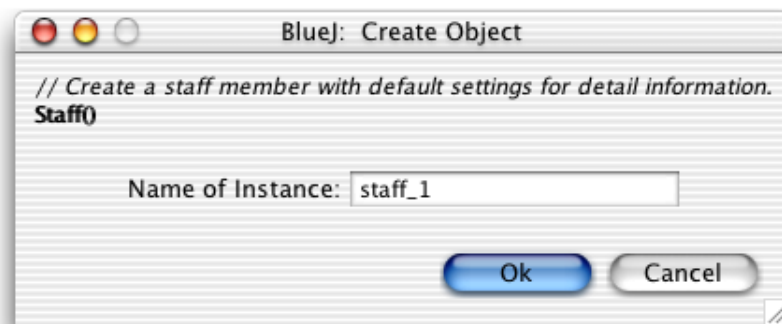 BlueJ: Create Object
// Create a staff member with default settings for detail information.
Staff()
Name of Instance: staff_1
Ok Cancel